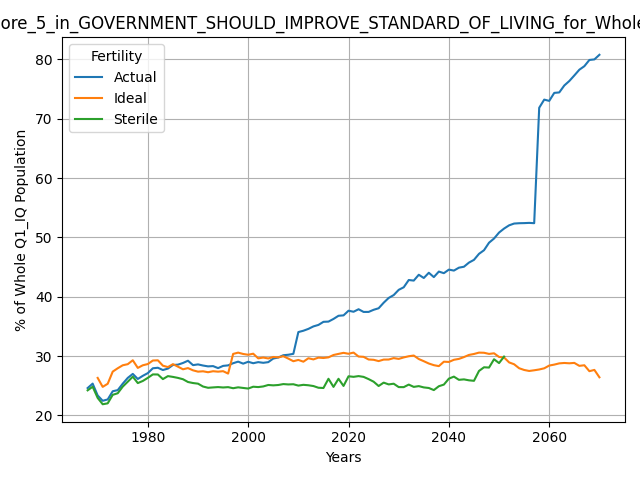 ore_5_in_GOVERNMENT_SHOULD_IMPROVE_STANDARD_OF_LIVING_for_Whole
Fertility
Actual
Ideal
Sterile
% of Whole Q1_IQ Population
80
70
60
50
40
30
20
1980
2000
2020
2040
2060
Years